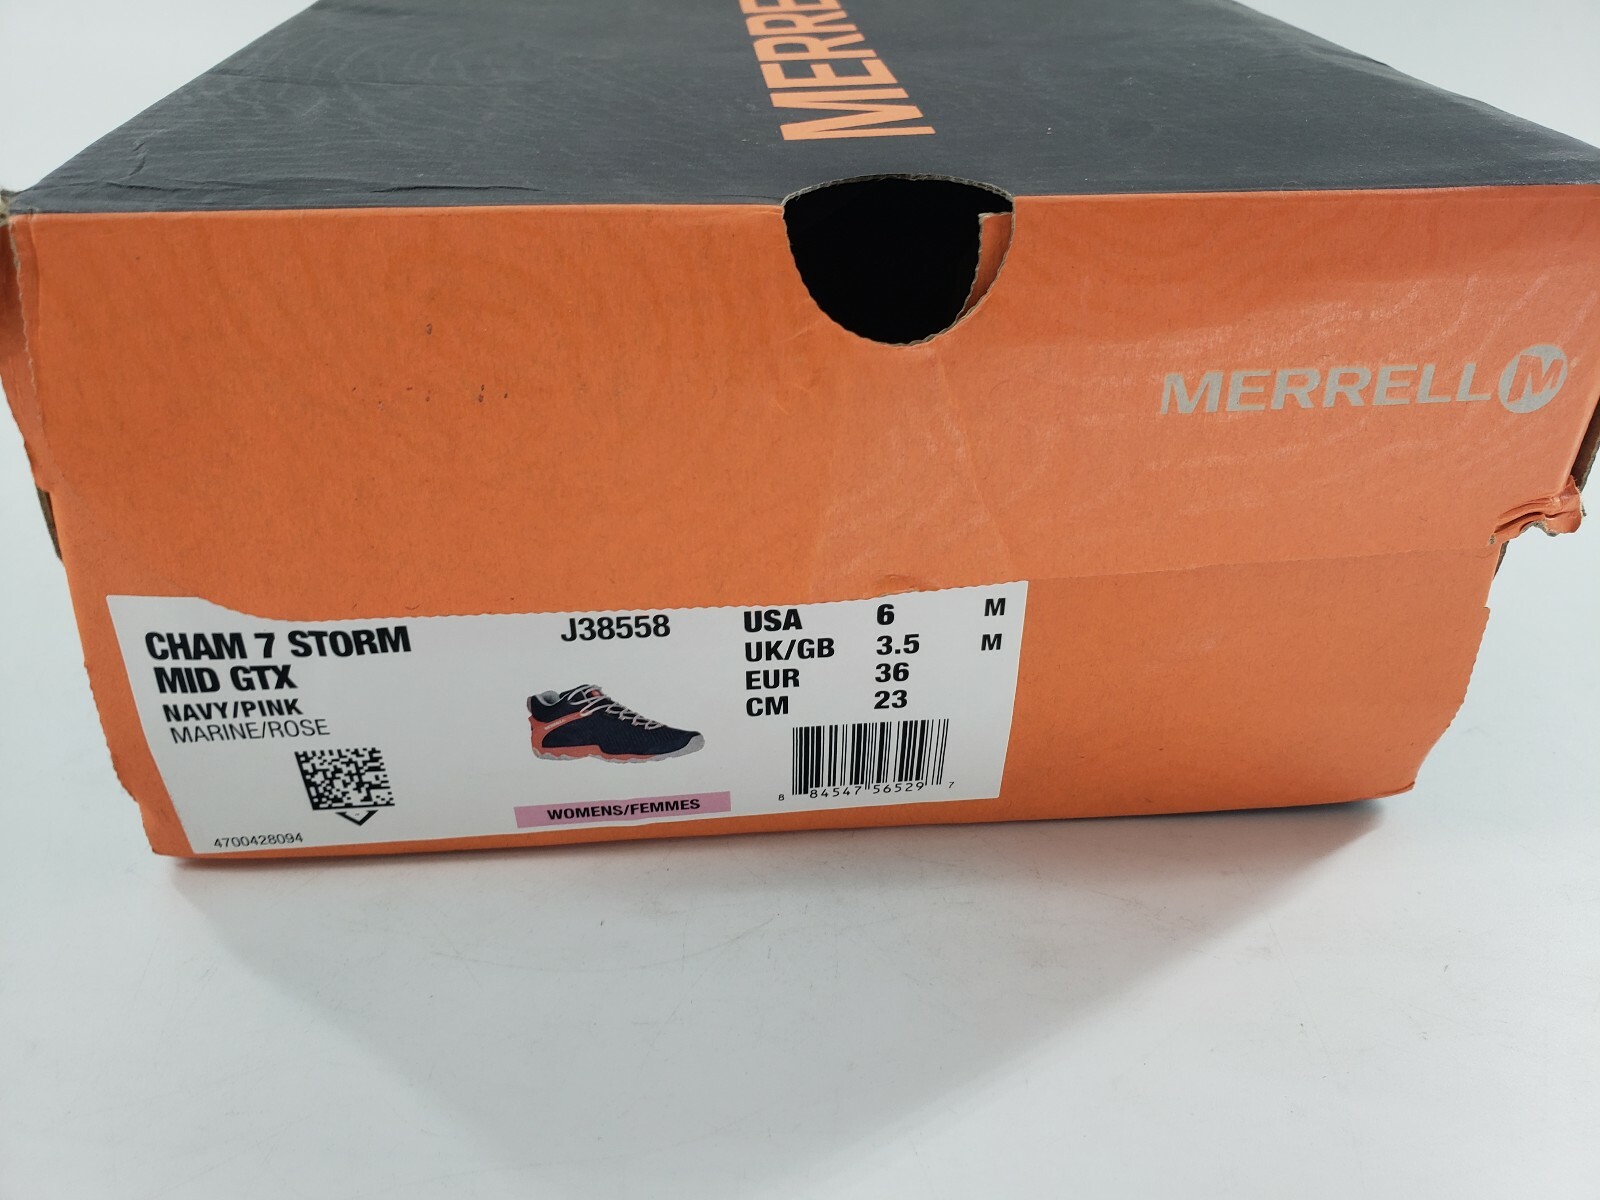 MERRE
MERRELL M
CHAM 7 STORM
MID GTX
NAVY/PINK
MARINE/ROSE
4700428094
J38558
WOMENS/FEMMES
USA 6 M
UK/GB 3.5 M
EUR 36
CM 23
8 84547 56529 7